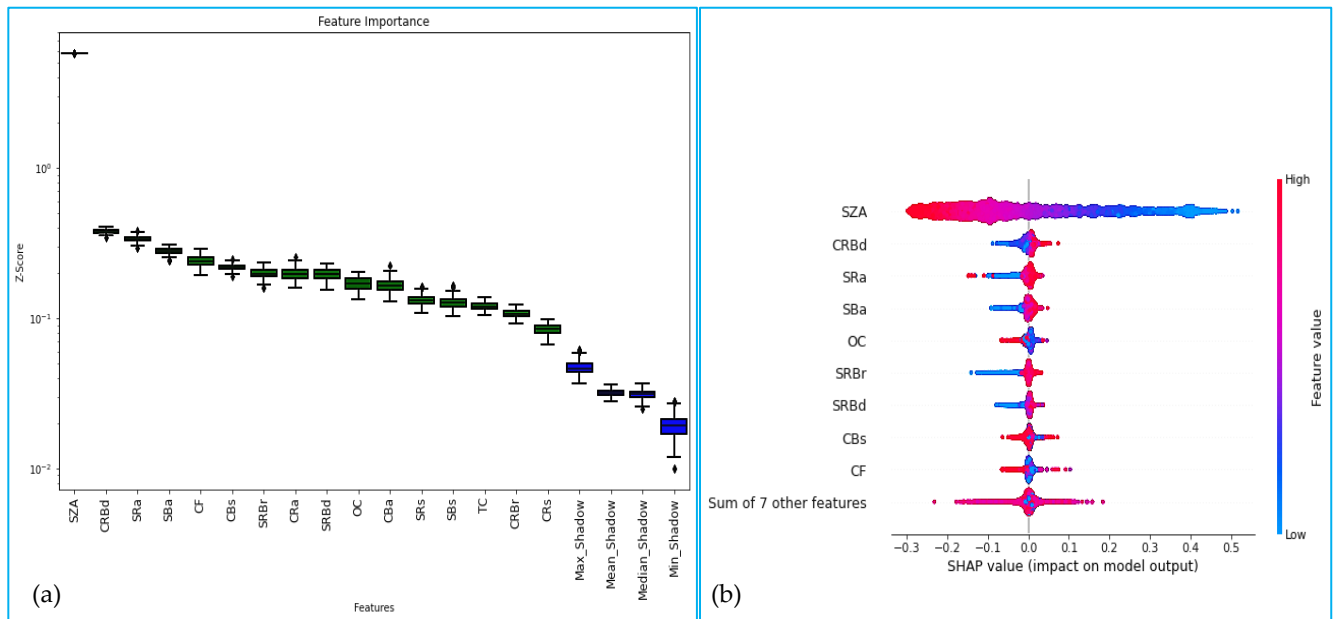 Feature Importance
Z-Score
10⁰
10⁻¹
10⁻²
SZA
CRBd
SRa
SBa
CF
CBs
SRBr
CRa
SRBd
OC
CBa
SRs
SBs
TC
CRBr
CRs
Max_Shadow
Mean_Shadow
Median_Shadow
Min_Shadow
Features
(a)
SZA
CRBd
SRa
SBa
OC
SRBr
SRBd
CBs
CF
Sum of 7 other features
−0.3 −0.2 −0.1 0.0 0.1 0.2 0.3 0.4 0.5
SHAP value (impact on model output)
High
Feature value
Low
(b)